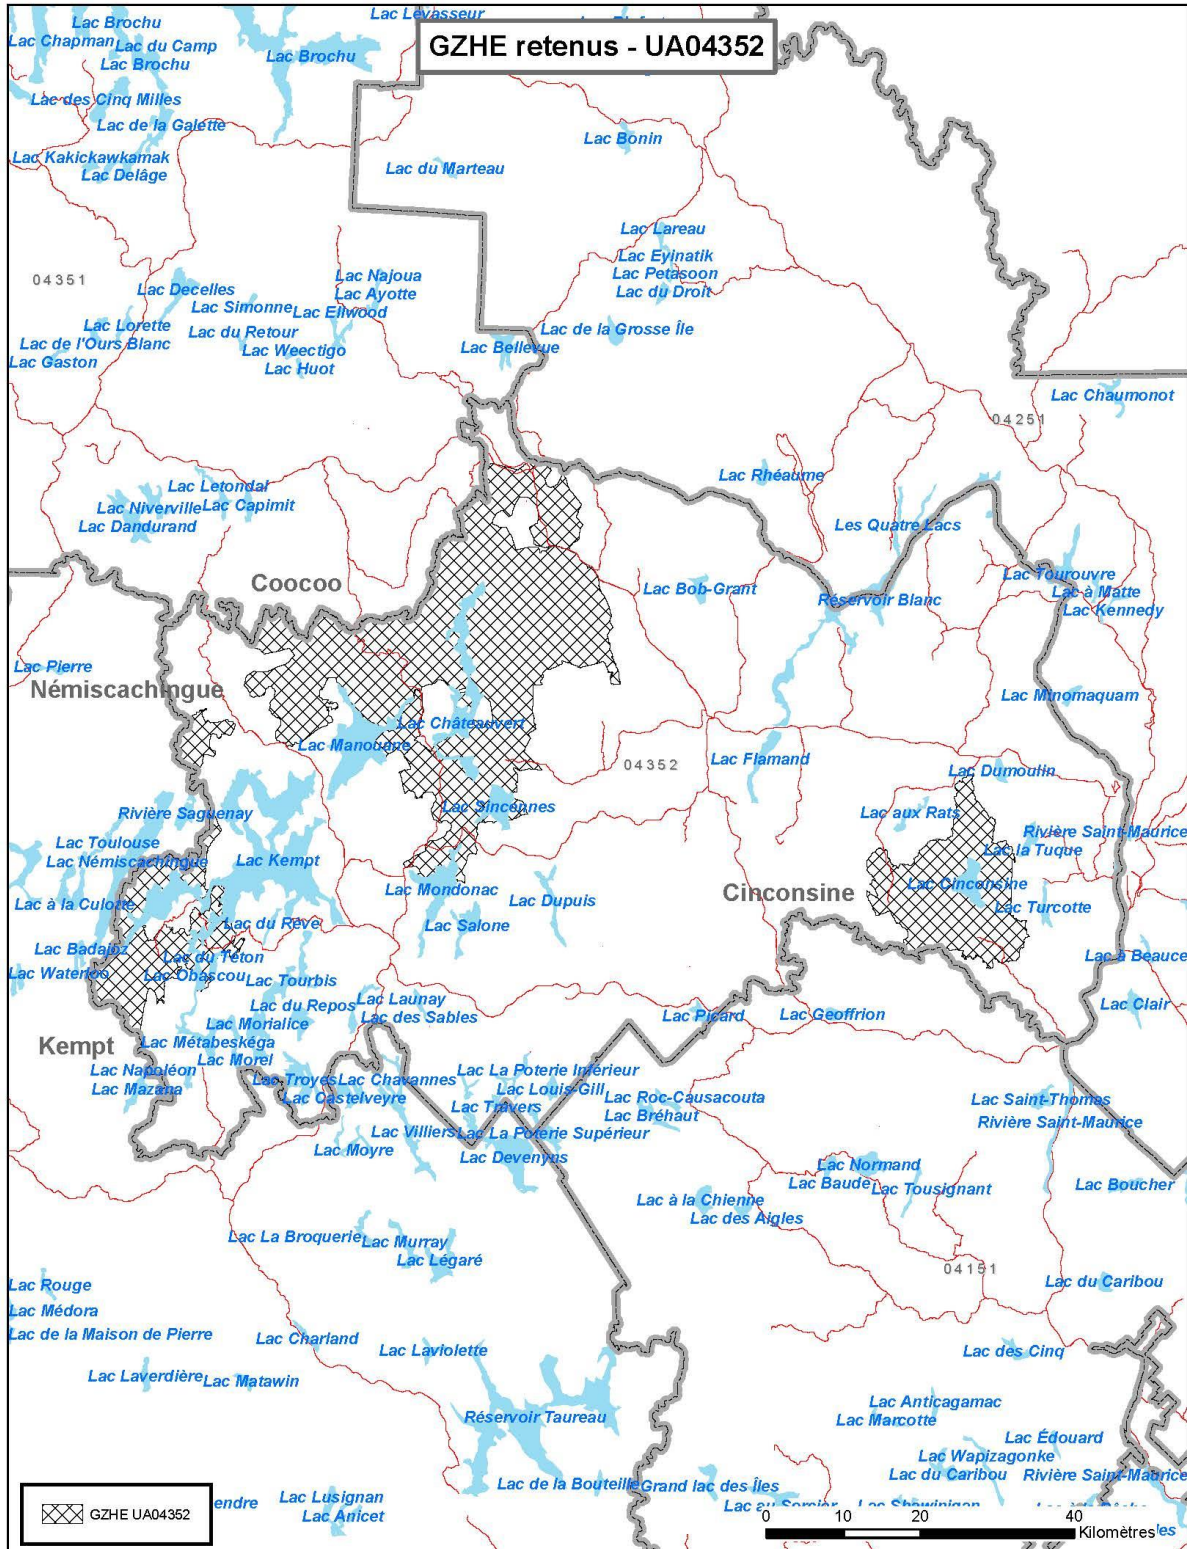 Lac Brochu
Lac Levasseur
Lac Chapman
Lac du Camp
Lac Brochu
Lac Brochu
GZHE retenus - UA04352
Lac des Cinq Milles
Lac de la Galette
Lac Bonin
Lac Kakickawkamak
Lac Delâge
Lac du Marteau
Lac Lareau
Lac Eyinatik
Lac Petasoon
Lac du Droit
04351
Lac Najoua
Lac Ayotte
Lac Decelles
Lac Simonne
Lac Ellwood
Lac Lorette
Lac du Retour
Lac de la Grosse Île
Lac de l'Ours Blanc
Lac Weectigo
Lac Bellevue
Lac Gaston
Lac Huot
Lac Chaumonot
04251
Lac Rhéaume
Lac Letondal
Lac Niverville
Lac Capimit
Lac Dandurand
Les Quatre Lacs
Coocoo
Lac Tourouvre
Lac Bob-Grant
Lac à Matte
Réservoir Blanc
Lac Kennedy
Lac Pierre
Némiscachingue
Lac Minomaquam
Lac Châteauvert
Lac Manouane
04352
Lac Flamand
Lac Dumoulin
Rivière Saguenay
Lac Sincennes
Lac aux Rats
Rivière Saint-Maurice
Lac Toulouse
Lac la Tuque
Lac Némiscachingue
Lac Kempt
Lac Mondonac
Cinconsine
Lac Cinconsine
Lac à la Culotte
Lac Dupuis
Lac Turcotte
Lac du Rêve
Lac Salone
Lac Badajoz
Lac du Téton
Lac à Beauce
Lac Waterloo
Lac Obascou
Lac Tourbis
Lac du Repos
Lac Launay
Lac des Sables
Lac Picard
Lac Geoffrion
Lac Clair
Lac Morialice
Kempt
Lac Métabeskéga
Lac Morel
Lac Napoléon
Lac Mazana
Lac Troyes
Lac Chavannes
Lac Castelveyre
Lac La Poterie Inférieur
Lac Louis-Gill
Lac Travers
Lac Roc-Causacouta
Lac Bréhaut
Lac Saint-Thomas
Rivière Saint-Maurice
Lac Villiers
Lac La Poterie Supérieur
Lac Moyre
Lac Devenyns
Lac Normand
Lac Baude
Lac Tousignant
Lac Boucher
Lac à la Chienne
Lac des Aigles
Lac La Broquerie
Lac Murray
Lac Légaré
04151
Lac Rouge
Lac du Caribou
Lac Médora
Lac de la Maison de Pierre
Lac Charland
Lac Laviolette
Lac des Cinq
Lac Laverdière
Lac Matawin
Réservoir Taureau
Lac Anticagamac
Lac Marcotte
Lac Édouard
Lac Wapizagonke
Lac du Caribou
Rivière Saint-Maurice
Lac de la Bouteille
Grand lac des Îles
GZHE UA04352
endre
Lac Lusignan
Lac Anicet
Lac au Sorcier
Lac Shawinigan
0 10 20 40
Kilomètres
les